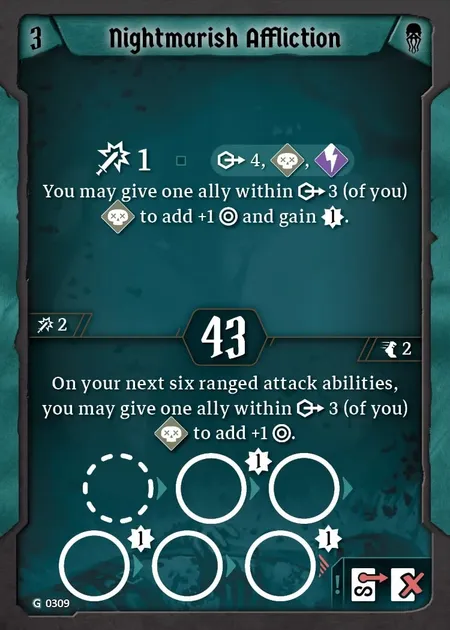 3 Nightmarish Affliction
1 4, ,
You may give one ally within 3 (of you)
to add +1 and gain 1.
2
43
2
On your next six ranged attack abilities,
you may give one ally within 3 (of you)
to add +1 .
1
1 1
!
G 0309